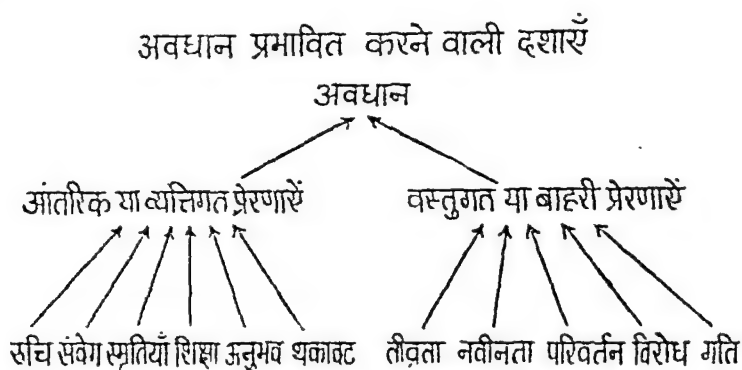 अवधान प्रभावित करने वाली दशाएँ
अवधान
आंतरिक या व्यक्तिगत प्रेरणाऐं वस्तुगत या बाहरी प्रेरणाऐं
रुचि संवेग स्मृतियाँ शिक्षा अनुभव थकावट तीव्रता नवीनता परिवर्तन विरोध गति